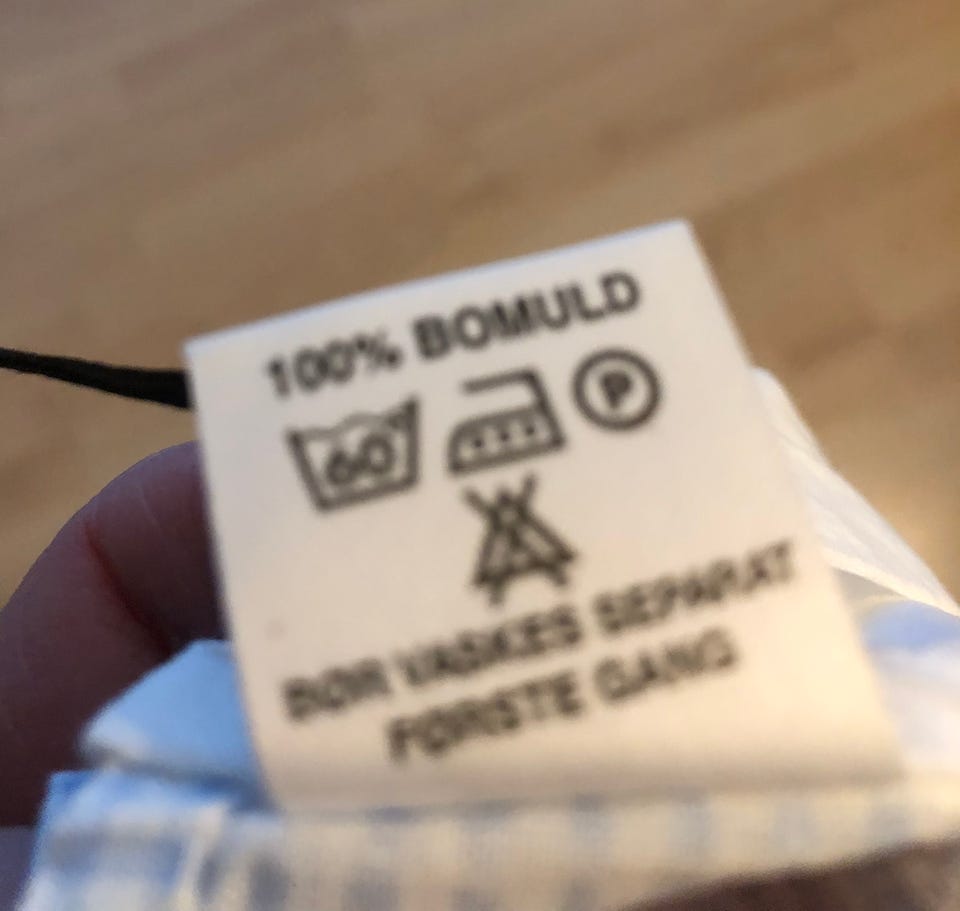 100% BOMULD
60 P
A
BØR VASKES SEPARAT
FØRSTE GANG